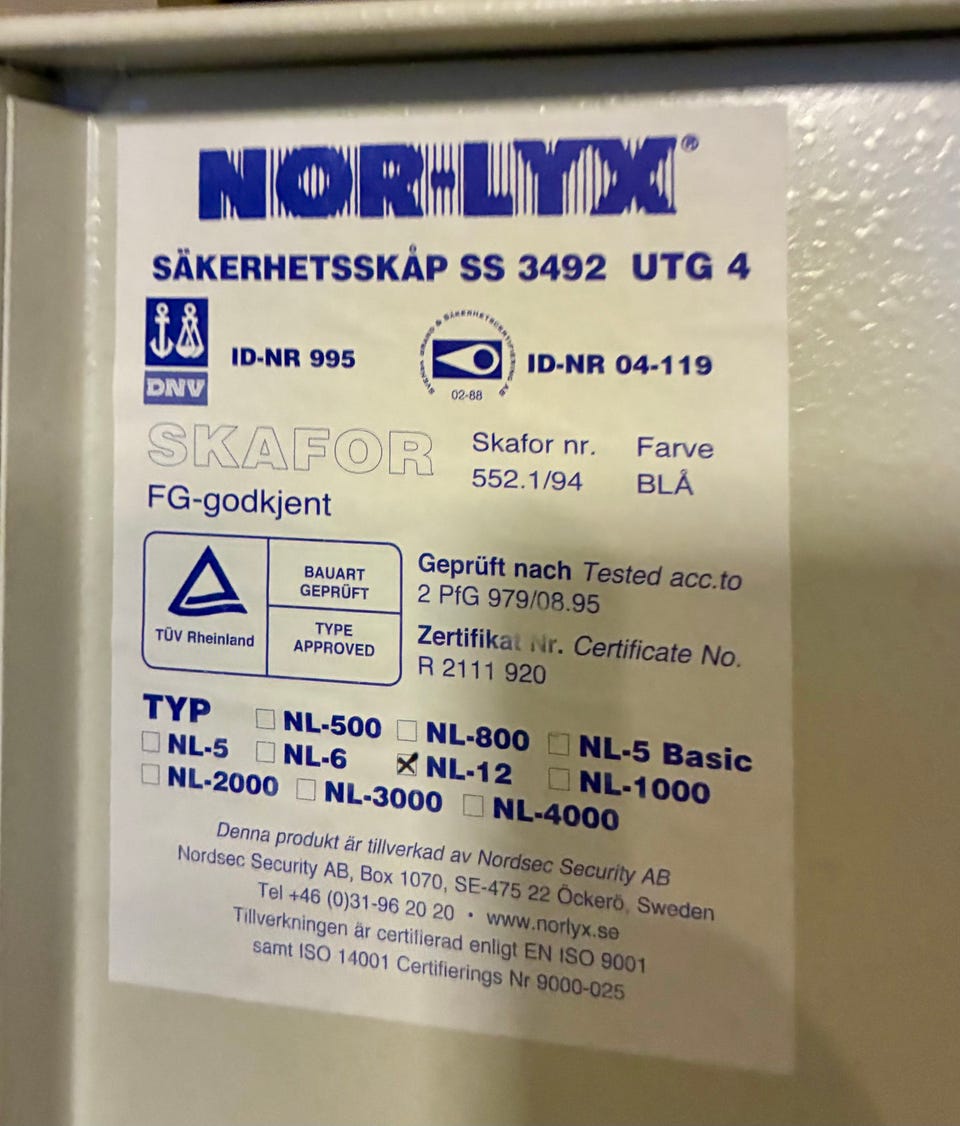 NOR-LYX®
SÄKERHETSSKÅP SS 3492 UTG 4
DNV
ID-NR 995
SVENSK BRAND & SÄKERHETSCERTIFIERING AB
02-88
ID-NR 04-119
SKAFOR
FG-godkjent
Skafor nr. Farve
552.1/94 BLÅ
TÜV Rheinland
BAUART
GEPRÜFT
TYPE
APPROVED
Geprüft nach Tested acc.to
2 PfG 979/08.95
Zertifikat Nr. Certificate No.
R 2111 920
TYP ☐ NL-500 ☐ NL-800 ☐ NL-5 Basic
☐ NL-5 ☐ NL-6 ☒ NL-12 ☐ NL-1000
☐ NL-2000 ☐ NL-3000 ☐ NL-4000
Denna produkt är tillverkad av Nordsec Security AB
Nordsec Security AB, Box 1070, SE-475 22 Öckerö, Sweden
Tel +46 (0)31-96 20 20 • www.norlyx.se
Tillverkningen är certifierad enligt EN ISO 9001
samt ISO 14001 Certifierings Nr 9000-025